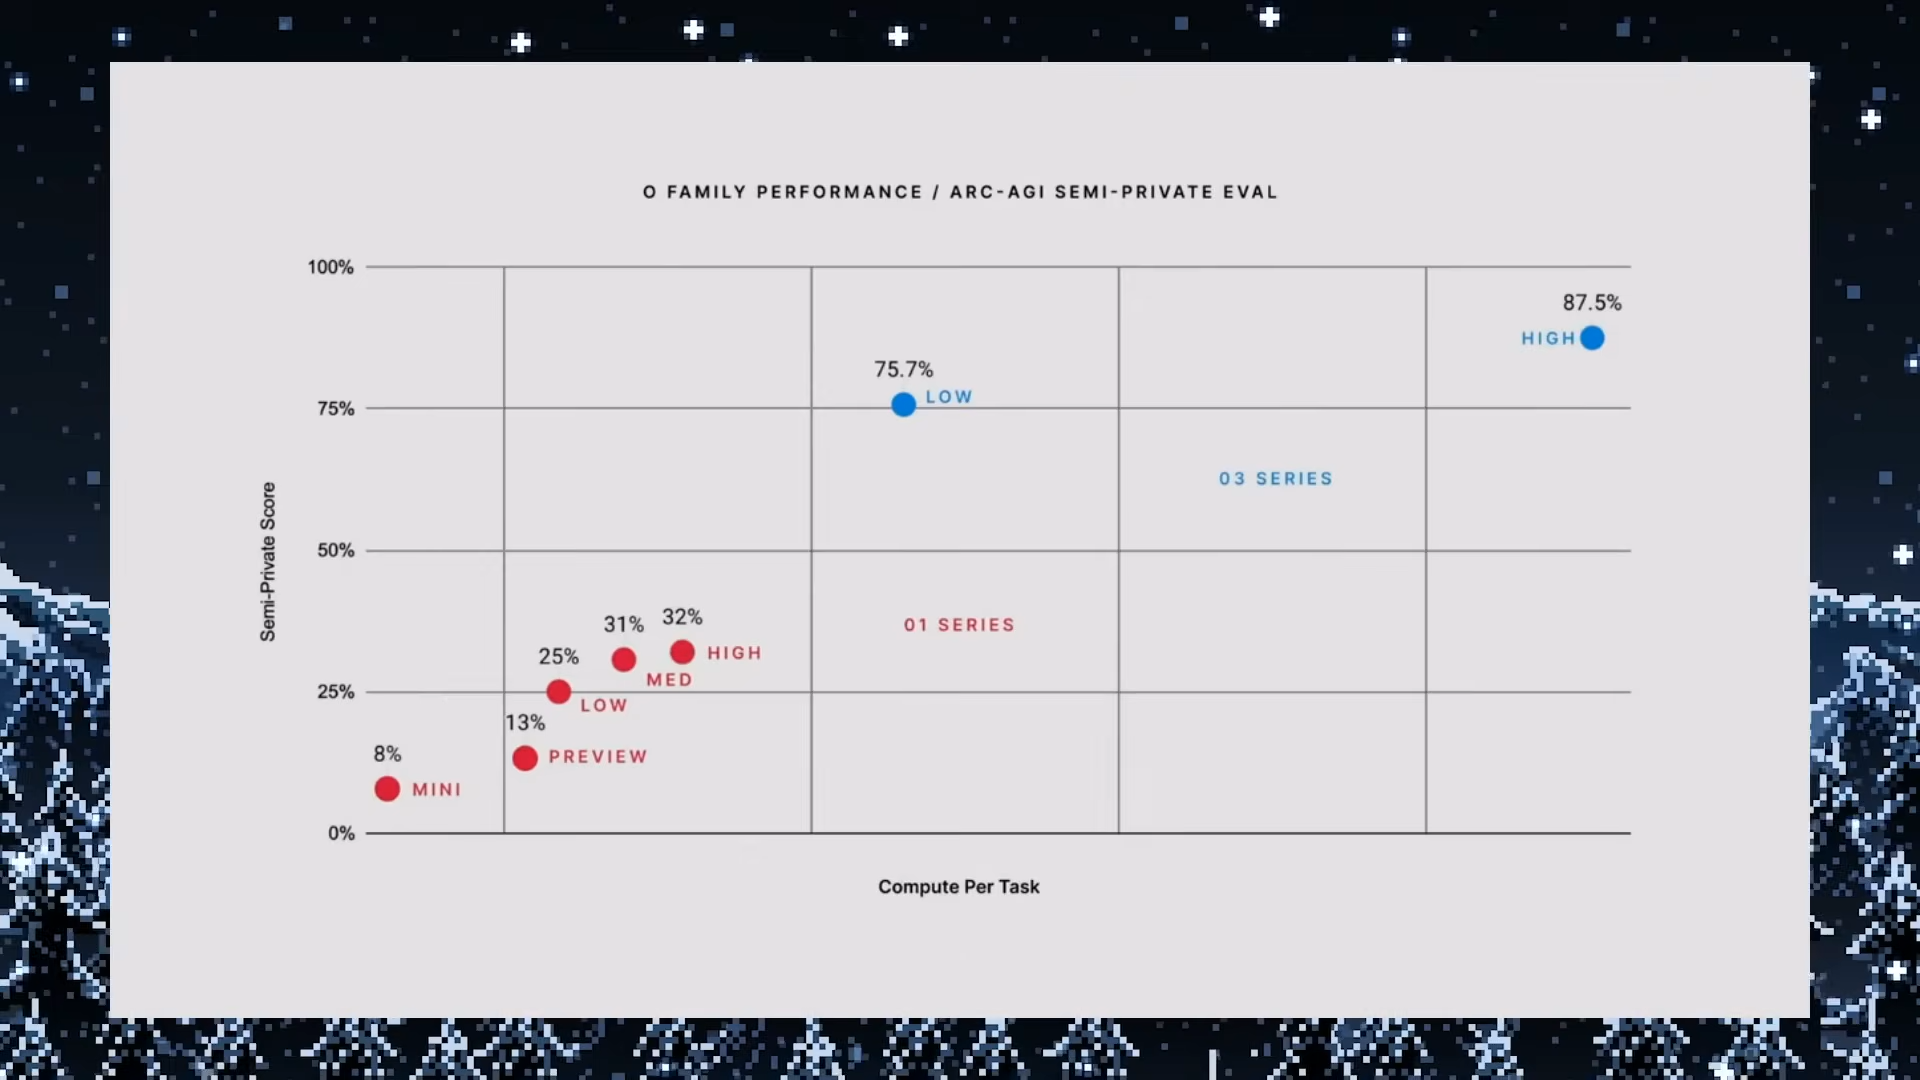 O FAMILY PERFORMANCE / ARC-AGI SEMI-PRIVATE EVAL
100%
87.5%
HIGH
75.7%
LOW
75%
03 SERIES
Semi-Private Score
50%
31%
32%
01 SERIES
HIGH
25%
MED
25%
LOW
13%
PREVIEW
8%
MINI
0%
Compute Per Task